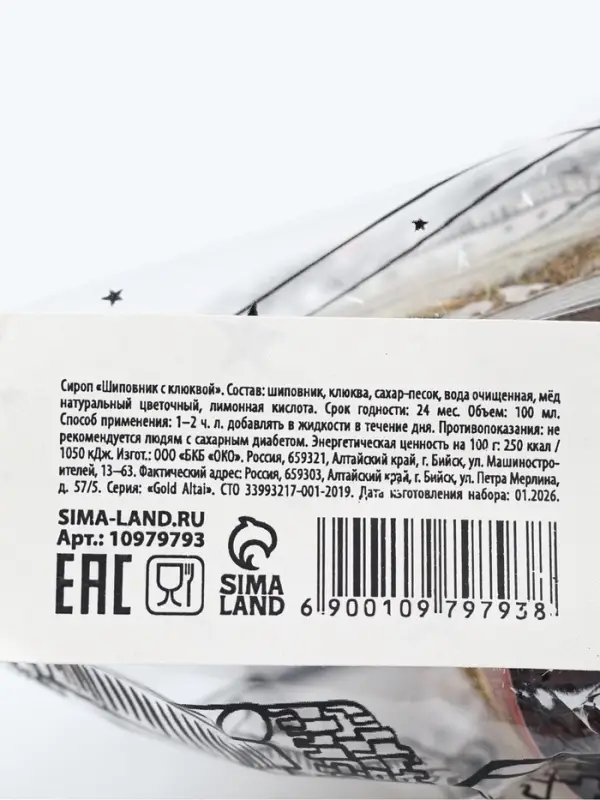 Сироп «Шиповник с клюквой». Состав: шиповник, клюква, сахар-песок, вода очищенная, мёд
натуральный цветочный, лимонная кислота. Срок годности: 24 мес. Объем: 100 мл.
Способ применения: 1–2 ч. л. добавлять в жидкости в течение дня. Противопоказания: не
рекомендуется людям с сахарным диабетом. Энергетическая ценность на 100 г: 250 ккал /
1050 кДж. Изгот.: ООО «БКБ «ОКО». Россия, 659321, Алтайский край, г. Бийск, ул. Машинострo-
ителей, 13–63. Фактический адрес: Россия, 659303, Алтайский край, г. Бийск, ул. Петра Мерлина,
д. 57/5. Серия: «Gold Altai». СТО 33993217-001-2019. Дата изготовления набора: 01.2026.
SIMA-LAND.RU
Арт.: 10979793
EAC
SIMA
LAND
6 900109 797938